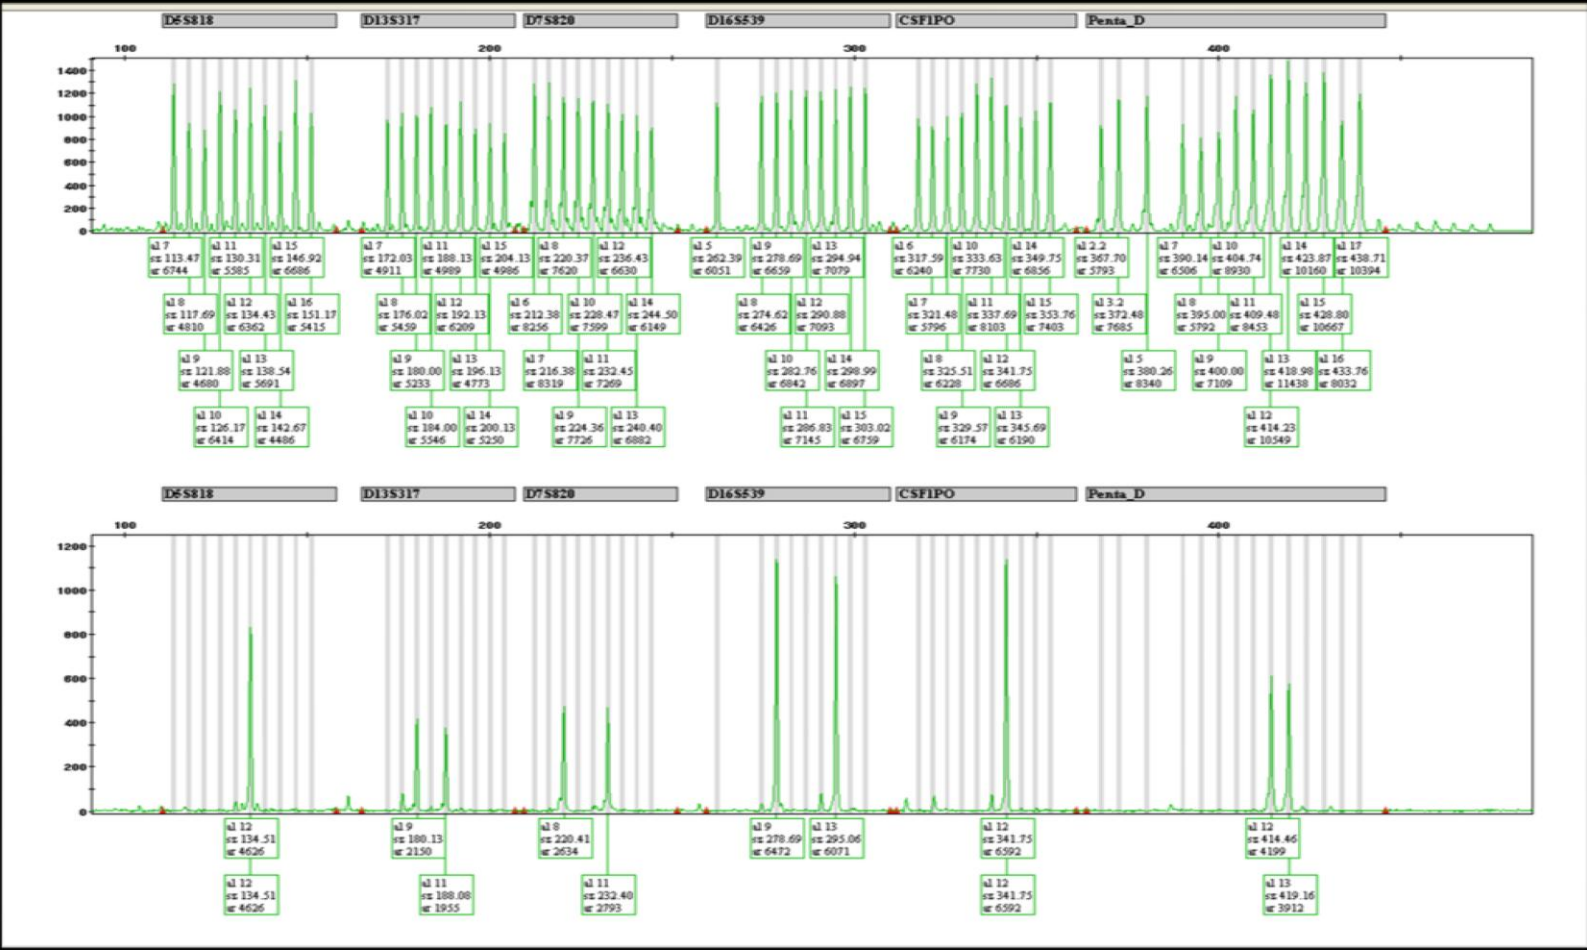 D5S818
D13S317
D7S820
D16S539
CSF1PO
Penta_D
100
200
300
400
1400
1200
1000
800
600
400
200
0
al 7
sz 113.47
ar 6744
al 11
sz 130.31
ar 5585
al 15
sz 146.92
ar 6686
al 7
sz 172.03
ar 4911
al 11
sz 188.13
ar 4989
al 15
sz 204.13
ar 4986
al 8
sz 220.37
ar 7620
al 12
sz 236.43
ar 6630
al 5
sz 262.39
ar 6051
al 9
sz 278.69
ar 6659
al 13
sz 294.94
ar 7079
al 6
sz 317.59
ar 6240
al 10
sz 333.63
ar 7730
al 14
sz 349.75
ar 6856
al 2.2
sz 367.70
ar 5793
al 7
sz 390.14
ar 6506
al 10
sz 404.74
ar 8930
al 14
sz 423.87
ar 10160
al 17
sz 438.71
ar 10394
al 8
sz 117.69
ar 4810
al 12
sz 134.43
ar 6362
al 16
sz 151.17
ar 5415
al 8
sz 176.02
ar 5459
al 12
sz 192.13
ar 6209
al 6
sz 212.38
ar 8256
al 10
sz 228.47
ar 7599
al 14
sz 244.50
ar 6149
al 8
sz 274.62
ar 6426
al 12
sz 290.88
ar 7093
al 7
sz 321.48
ar 5796
al 11
sz 337.69
ar 8103
al 15
sz 353.76
ar 7403
al 3.2
sz 372.48
ar 7685
al 8
sz 395.00
ar 5792
al 11
sz 409.48
ar 8453
al 15
sz 428.80
ar 10667
al 9
sz 121.88
ar 4680
al 13
sz 138.54
ar 5691
al 9
sz 180.00
ar 5233
al 13
sz 196.13
ar 4773
al 7
sz 216.38
ar 8319
al 11
sz 232.45
ar 7269
al 10
sz 282.76
ar 6842
al 14
sz 298.99
ar 6897
al 8
sz 325.51
ar 6228
al 12
sz 341.75
ar 6686
al 5
sz 380.26
ar 8340
al 9
sz 400.00
ar 7109
al 13
sz 418.98
ar 11438
al 16
sz 433.76
ar 8032
al 10
sz 126.17
ar 6414
al 14
sz 142.67
ar 4486
al 10
sz 184.00
ar 5546
al 14
sz 200.13
ar 5250
al 9
sz 224.36
ar 7726
al 13
sz 240.40
ar 6882
al 11
sz 286.83
ar 7145
al 15
sz 303.02
ar 6759
al 9
sz 329.57
ar 6174
al 13
sz 345.69
ar 6190
al 12
sz 414.23
ar 10549
D5S818
D13S317
D7S820
D16S539
CSF1PO
Penta_D
100
200
300
400
1200
1000
800
600
400
200
0
al 12
sz 134.51
ar 4626
al 9
sz 180.13
ar 2150
al 8
sz 220.41
ar 2634
al 9
sz 278.69
ar 6472
al 13
sz 295.06
ar 6071
al 12
sz 341.75
ar 6592
al 12
sz 414.46
ar 4199
al 12
sz 134.51
ar 4626
al 11
sz 188.08
ar 1955
al 11
sz 232.40
ar 2793
al 12
sz 341.75
ar 6592
al 13
sz 419.16
ar 3912